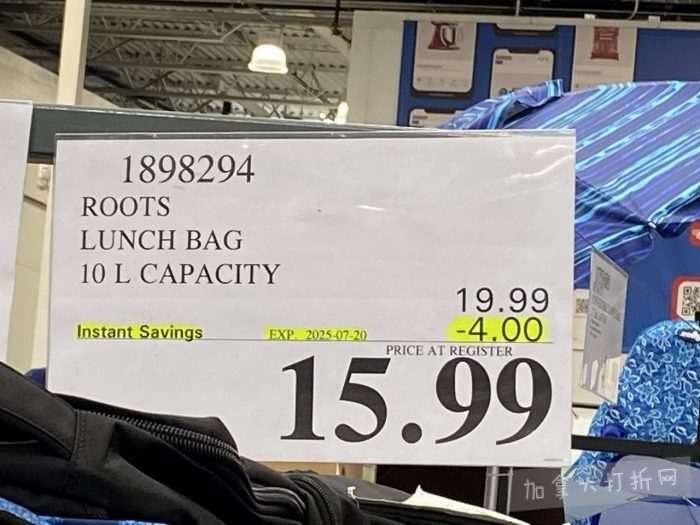 1898294
ROOTS
LUNCH BAG
10 L CAPACITY
19.99
Instant Savings EXP. 2025-07-20 -4.00
PRICE AT REGISTER
15.99
加拿大打折网